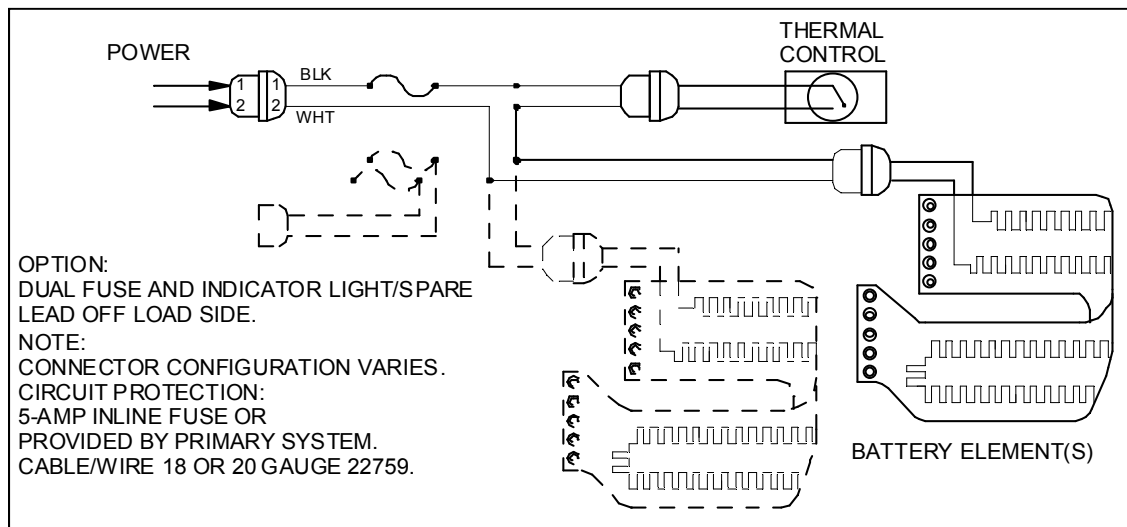 POWER
1 1
2 2
BLK
WHT
THERMAL
CONTROL
OPTION:
DUAL FUSE AND INDICATOR LIGHT/SPARE
LEAD OFF LOAD SIDE.
NOTE:
CONNECTOR CONFIGURATION VARIES.
CIRCUIT PROTECTION:
5-AMP INLINE FUSE OR
PROVIDED BY PRIMARY SYSTEM.
CABLE/WIRE 18 OR 20 GAUGE 22759.
BATTERY ELEMENT(S)